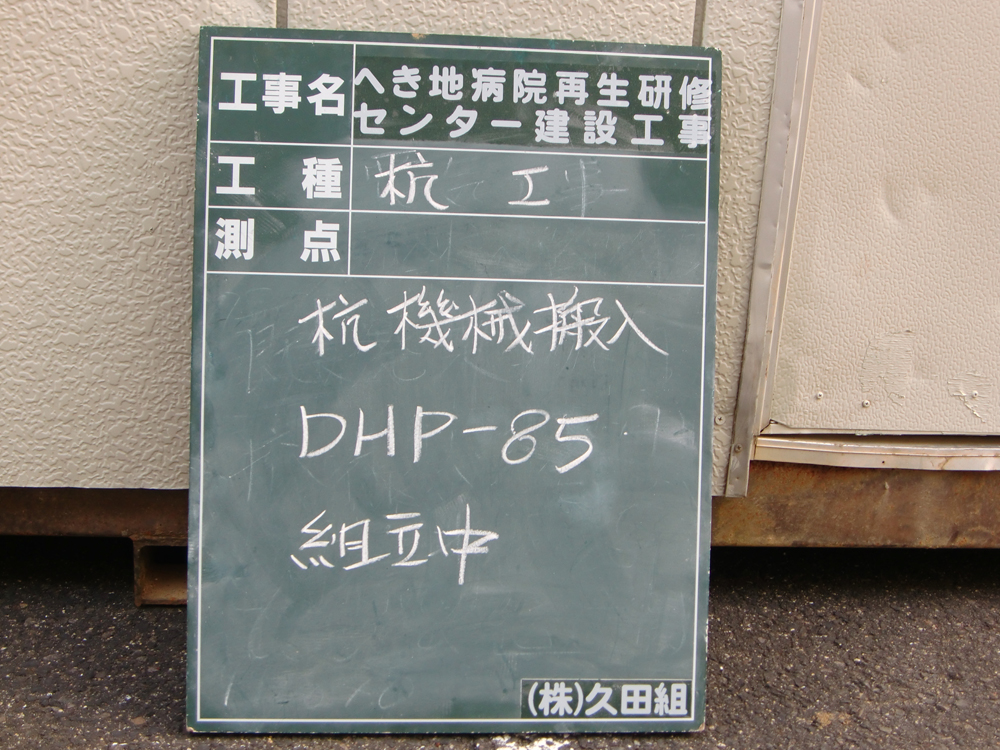 工事名 へき地病院再生研修
センター建設工事
工種 杭工事
測点
杭機械搬入
DHP-85
組立中
(株)久田組